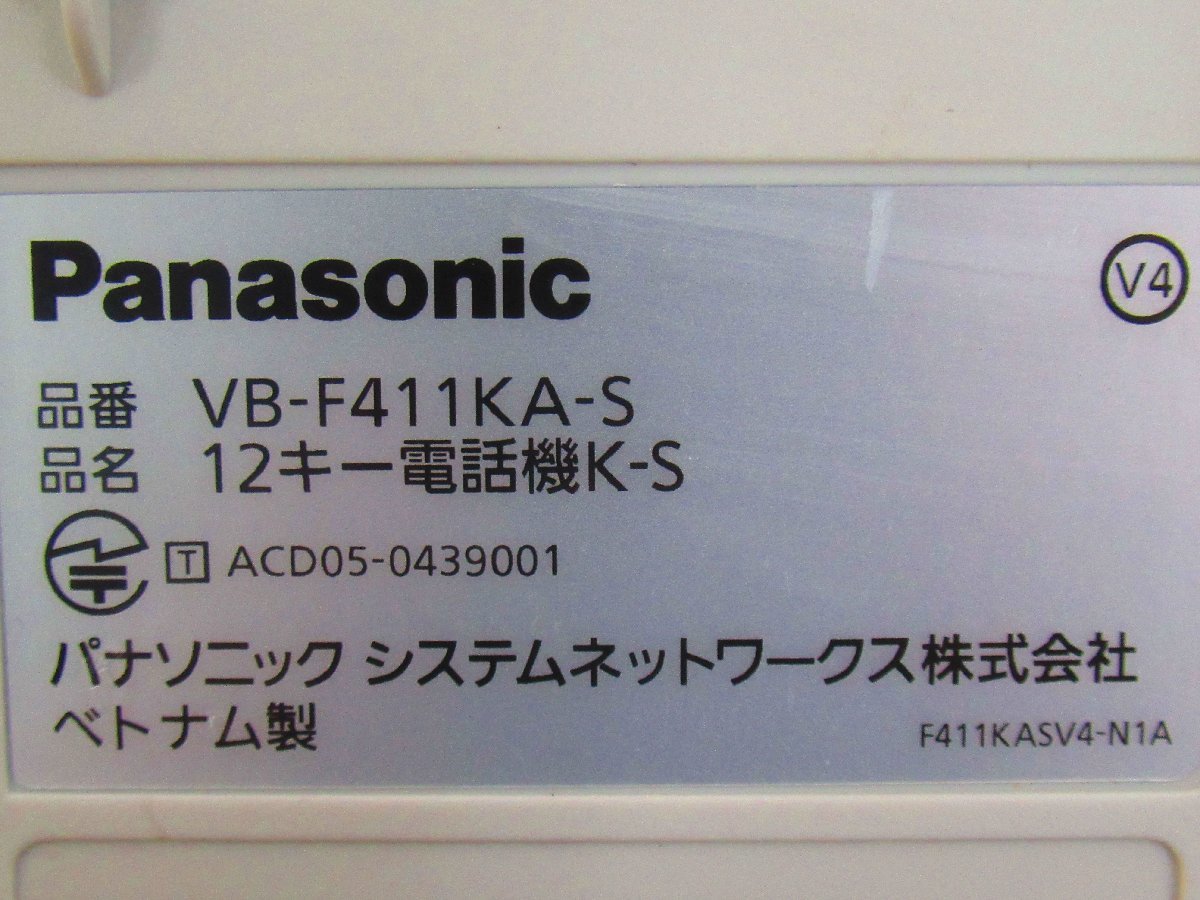 Panasonic
V4
品番 VB-F411KA-S
品名 12キー電話機K-S
T ACD05-0439001
パナソニック システムネットワークス株式会社
ベトナム製
F411KASV4-N1A